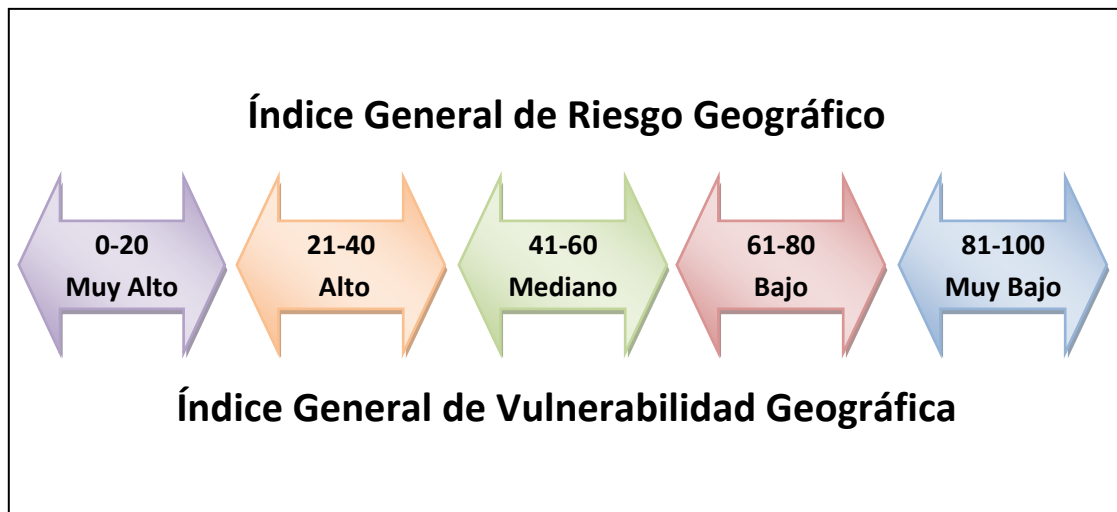 Índice General de Riesgo Geográfico
0-20
Muy Alto
21-40
Alto
41-60
Mediano
61-80
Bajo
81-100
Muy Bajo
Índice General de Vulnerabilidad Geográfica